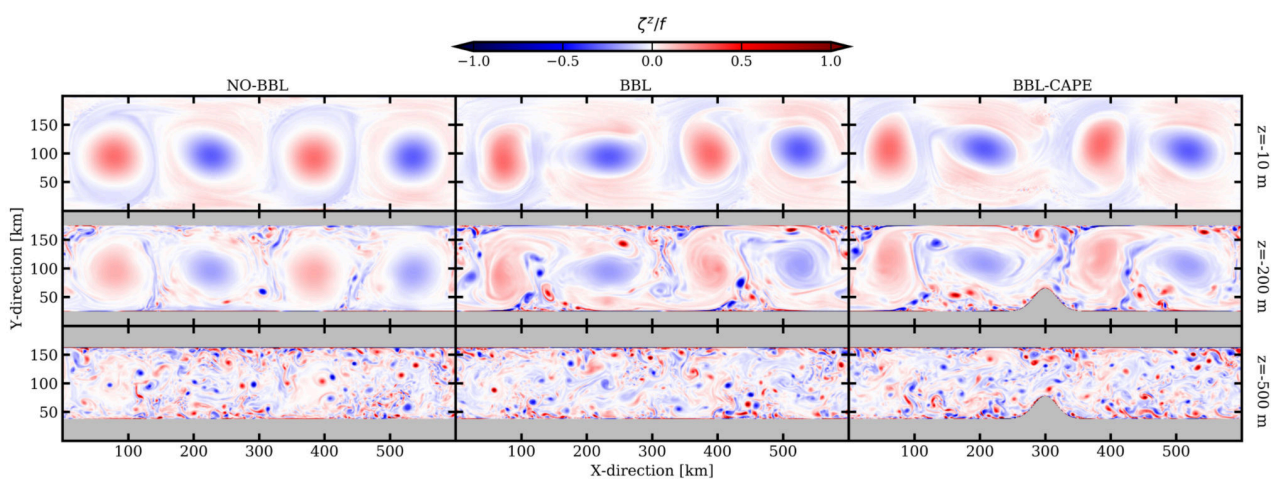 ζᶻ/f
−1.0 −0.5 0.0 0.5 1.0
NO-BBL BBL BBL-CAPE
150
100
50
z=-10 m
150
100
50
z=-200 m
150
100
50
z=-500 m
Y-direction [km]
100 200 300 400 500 100 200 300 400 500 100 200 300 400 500
X-direction [km]